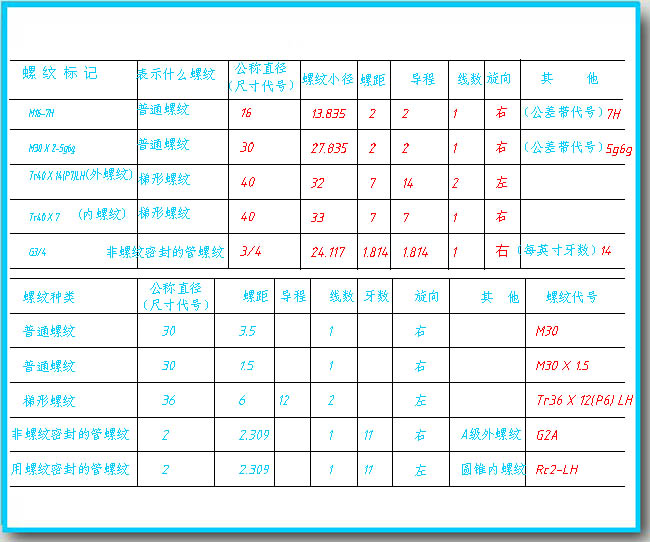 螺纹标记 表示什么螺纹 公称直径(尺寸代号) 螺纹小径 螺距 导程 线数 旋向 其 他
M16-7H 普通螺纹 16 13.835 2 2 1 右 (公差带代号)7H
M30×2-5g6g 普通螺纹 30 27.835 2 2 1 右 (公差带代号)5g6g
Tr40×14(P7)LH(外螺纹) 梯形螺纹 40 32 7 14 2 左
Tr40×7 (内螺纹) 梯形螺纹 40 33 7 7 1 右
G3/4 非螺纹密封的管螺纹 3/4 24.117 1.814 1.814 1 右 (每英寸牙数)14
螺纹种类 公称直径(尺寸代号) 螺距 导程 线数 牙数 旋向 其 他 螺纹代号
普通螺纹 30 3.5 1 右 M30
普通螺纹 30 1.5 1 右 M30×1.5
梯形螺纹 36 6 12 2 左 Tr36×12(P6)LH
非螺纹密封的管螺纹 2 2.309 1 11 右 A级外螺纹 G2A
用螺纹密封的管螺纹 2 2.309 1 11 左 圆锥内螺纹 Rc2-LH